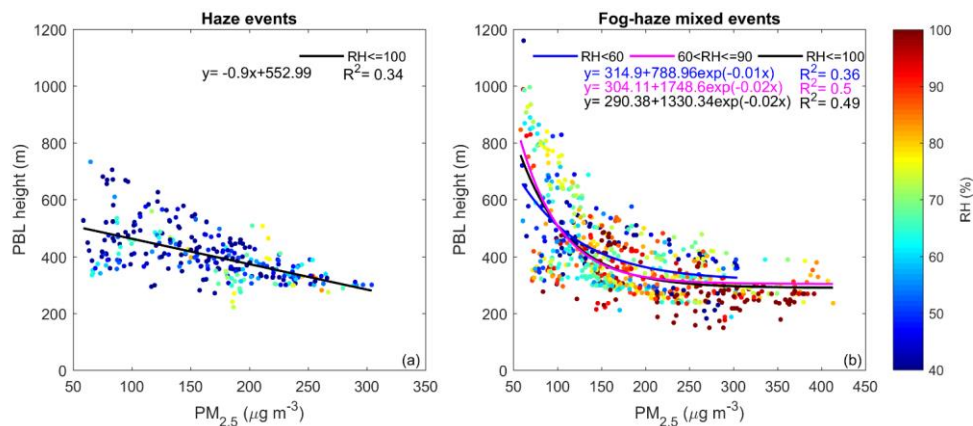 Haze events
1200
1000
800
600
400
200
0
PBL height (m)
RH<=100
y= -0.9x+552.99
R²= 0.34
(a)
50 100 150 200 250 300 350
PM2.5 (μg m⁻³)
Fog-haze mixed events
1200
1000
800
600
400
200
0
PBL height (m)
RH<60 60<RH<=90 RH<=100
y= 314.9+788.96exp(-0.01x) R²= 0.36
y= 304.11+1748.6exp(-0.02x) R²= 0.5
y= 290.38+1330.34exp(-0.02x) R²= 0.49
(b)
50 100 150 200 250 300 350 400 450
PM2.5 (μg m⁻³)
100
90
80
70
60
50
40
RH (%)